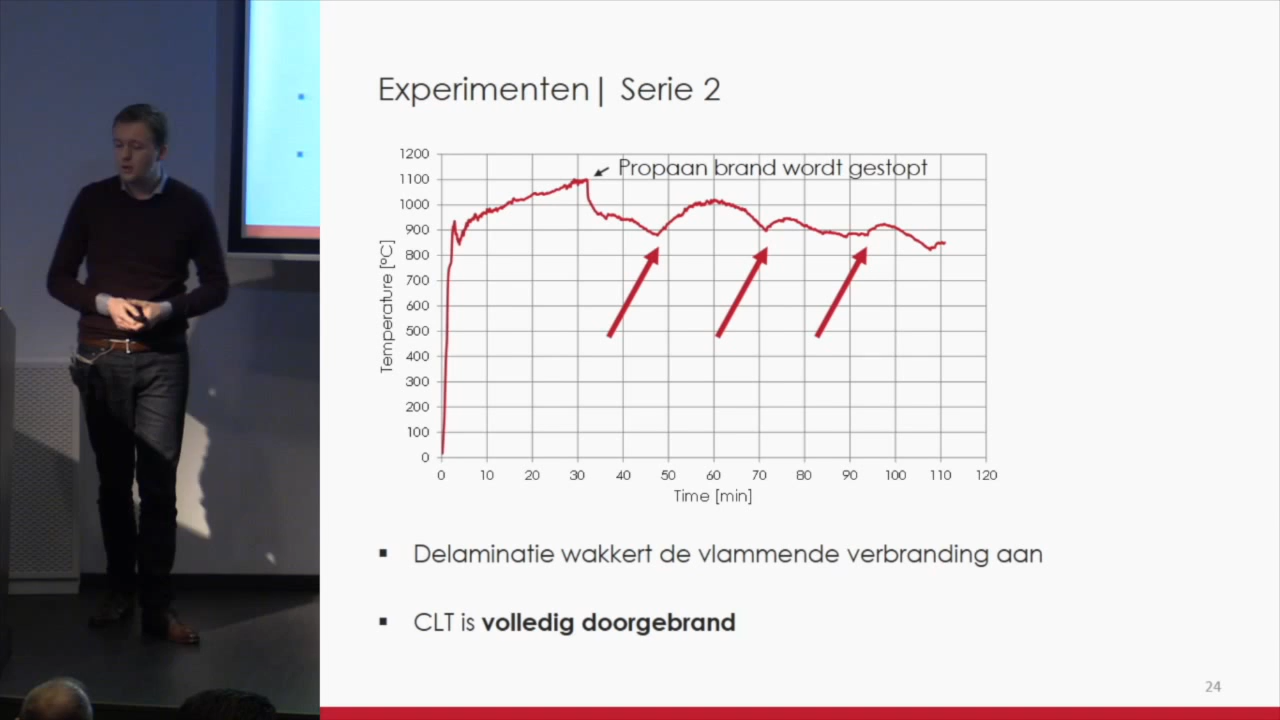 Experimenten| Serie 2
1200
1100
1000
900
800
700
600
500
400
300
200
100
0
Temperature [°C]
Propaan brand wordt gestopt
0 10 20 30 40 50 60 70 80 90 100 110 120
Time [min]
▪ Delaminatie wakkert de vlammende verbranding aan
▪ CLT is volledig doorgebrand
24